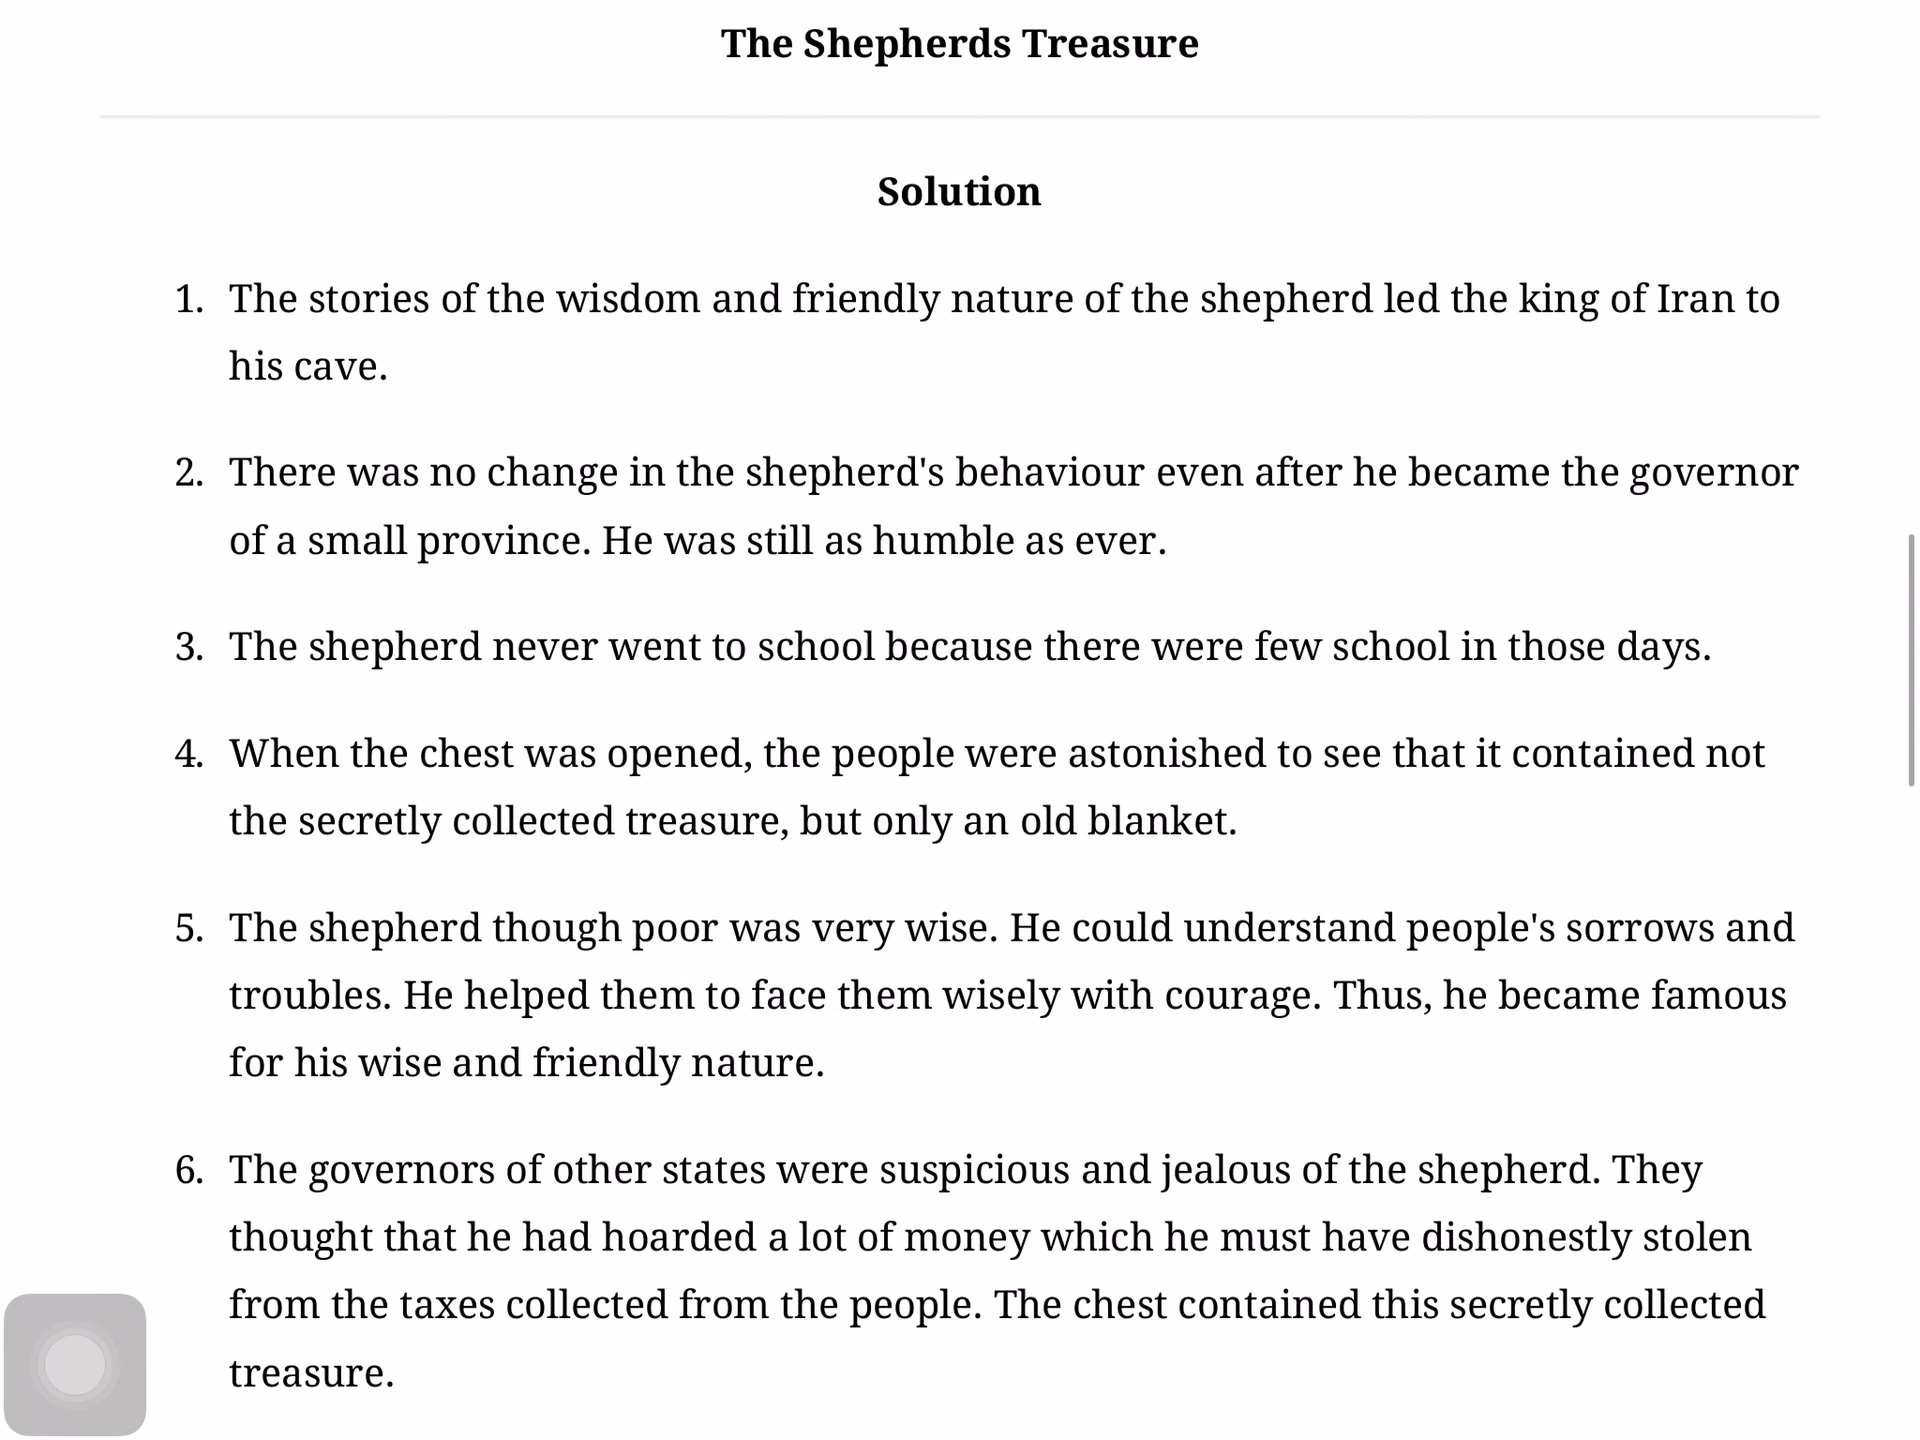 The Shepherds Treasure
Solution
1. The stories of the wisdom and friendly nature of the shepherd led the king of Iran to
his cave.
2. There was no change in the shepherd's behaviour even after he became the governor
of a small province. He was still as humble as ever.
3. The shepherd never went to school because there were few school in those days.
4. When the chest was opened, the people were astonished to see that it contained not
the secretly collected treasure, but only an old blanket.
5. The shepherd though poor was very wise. He could understand people's sorrows and
troubles. He helped them to face them wisely with courage. Thus, he became famous
for his wise and friendly nature.
6. The governors of other states were suspicious and jealous of the shepherd. They
thought that he had hoarded a lot of money which he must have dishonestly stolen
from the taxes collected from the people. The chest contained this secretly collected
treasure.